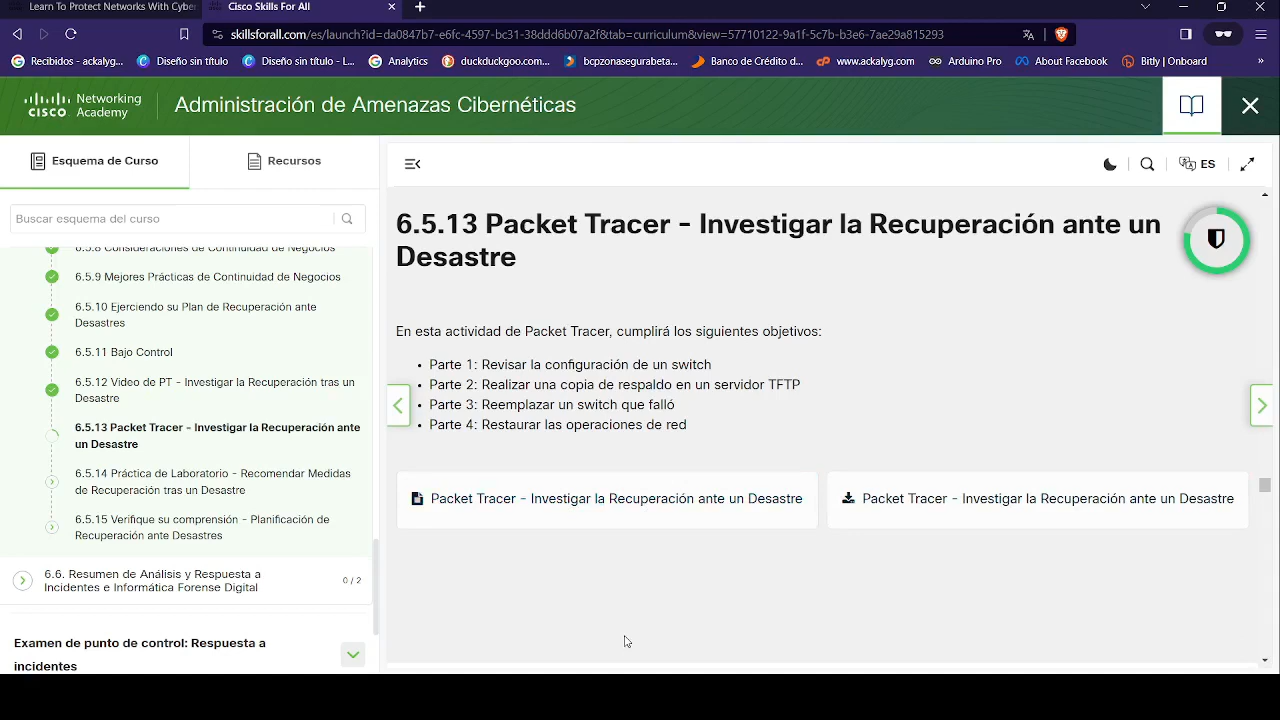 Learn To Protect Networks With Cyber
Cisco Skills For All
skillsforall.com/es/launch?id=da0847b7-e6fc-4597-bc31-38ddd6b07a2f&tab=curriculum&view=57710122-9a1f-5c7b-b3e6-7ae29a815293
Recibidos - ackalyg... Diseño sin título Diseño sin título - L... Analytics duckduckgoo.com... bcpzonasegurabeta... Banco de Crédito d... www.ackalyg.com Arduino Pro About Facebook Bitly | Onboard »
CISCO
Networking
Academy
Administración de Amenazas Cibernéticas
Esquema de Curso
Recursos
Buscar esquema del curso
6.5.8 Consideraciones de Continuidad de Negocios
6.5.9 Mejores Prácticas de Continuidad de Negocios
6.5.10 Ejerciendo su Plan de Recuperación ante
Desastres
6.5.11 Bajo Control
6.5.12 Video de PT - Investigar la Recuperación tras un
Desastre
6.5.13 Packet Tracer - Investigar la Recuperación ante
un Desastre
6.5.14 Práctica de Laboratorio - Recomendar Medidas
de Recuperación tras un Desastre
6.5.15 Verifique su comprensión - Planificación de
Recuperación ante Desastres
6.6. Resumen de Análisis y Respuesta a
Incidentes e Informática Forense Digital
0 / 2
Examen de punto de control: Respuesta a
incidentes
ES
6.5.13 Packet Tracer - Investigar la Recuperación ante un
Desastre
En esta actividad de Packet Tracer, cumplirá los siguientes objetivos:
• Parte 1: Revisar la configuración de un switch
• Parte 2: Realizar una copia de respaldo en un servidor TFTP
• Parte 3: Reemplazar un switch que falló
• Parte 4: Restaurar las operaciones de red
Packet Tracer - Investigar la Recuperación ante un Desastre
Packet Tracer - Investigar la Recuperación ante un Desastre